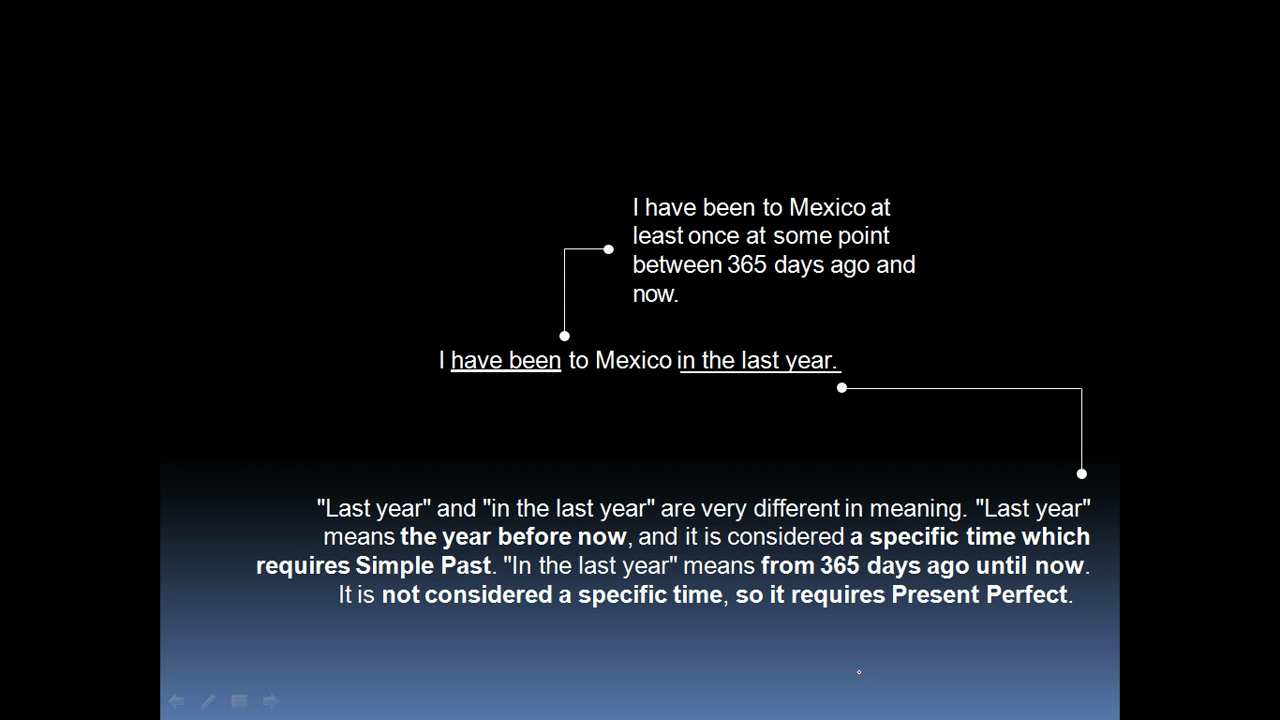 I have been to Mexico at
least once at some point
between 365 days ago and
now.
I have been to Mexico in the last year.
"Last year" and "in the last year" are very different in meaning. "Last year"
means the year before now, and it is considered a specific time which
requires Simple Past. "In the last year" means from 365 days ago until now.
It is not considered a specific time, so it requires Present Perfect.